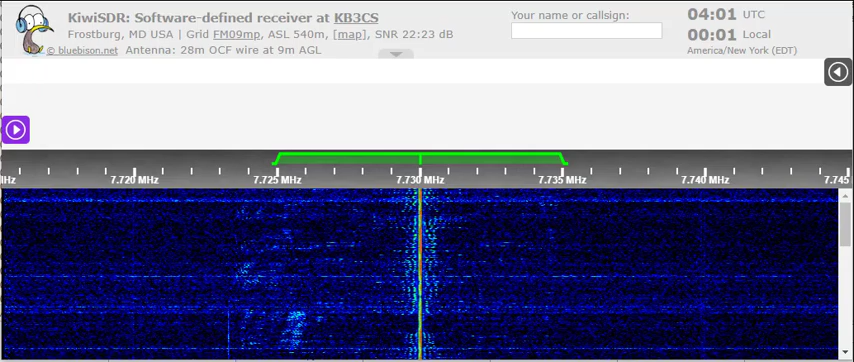 KiwiSDR: Software-defined receiver at KB3CS
Frostburg, MD USA | Grid FM09mp, ASL 540m, [map], SNR 22:23 dB
© bluebison.net Antenna: 28m OCF wire at 9m AGL
Your name or callsign:
04:01 UTC
00:01 Local
America/New York (EDT)
Hz 7.720 MHz 7.725 MHz 7.730 MHz 7.735 MHz 7.740 MHz 7.745